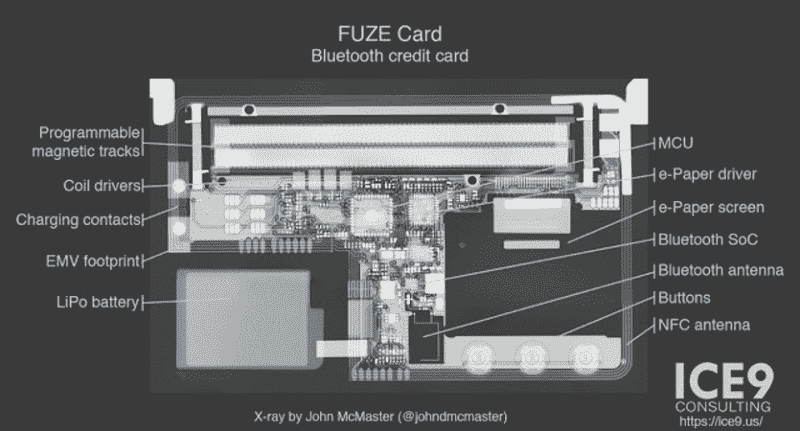 FUZE Card
Bluetooth credit card
Programmable
magnetic tracks
Coil drivers
Charging contacts
EMV footprint
LiPo battery
MCU
e-Paper driver
e-Paper screen
Bluetooth SoC
Bluetooth antenna
Buttons
NFC antenna
ICE9
CONSULTING
https://ice9.us/
X-ray by John McMaster (@johndmcmaster)